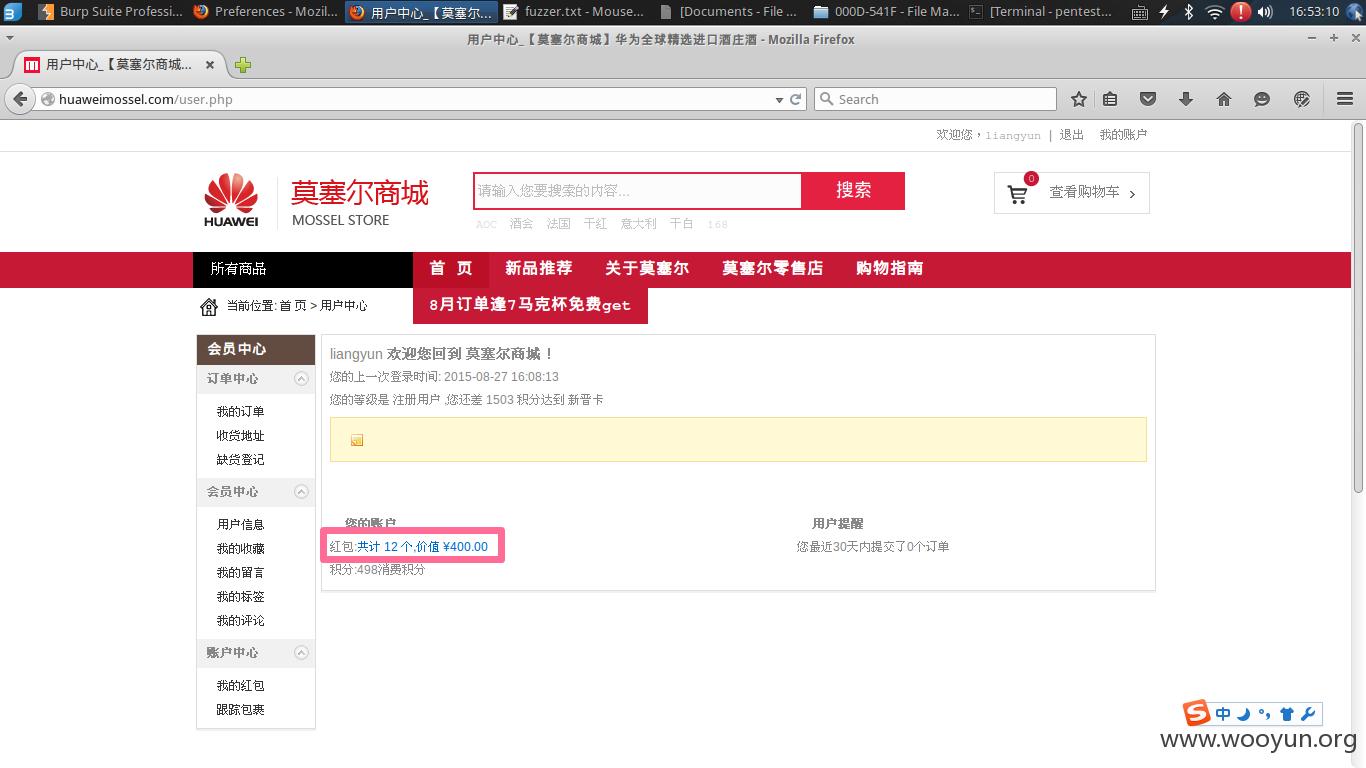 Burp Suite Professi... Preferences - Mozil... 用户中心_【莫塞尔商城... fuzzer.txt - Mouse... [Documents - File ... 000D-541F - File Ma... [Terminal - pentest... 16:53:10
用户中心_【莫塞尔商城】华为全球精选进口酒庄酒 - Mozilla Firefox
用户中心_【莫塞尔商城...
huaweimossel.com/user.php Search
欢迎您，liangyun | 退出 我的账户
HUAWEI
莫塞尔商城
MOSSEL STORE
请输入您要搜索的内容... 搜索
0 查看购物车 >
AOC 酒会 法国 干红 意大利 干白 168
所有商品 首 页 新品推荐 关于莫塞尔 莫塞尔零售店 购物指南
8月订单逢7马克杯免费get
当前位置: 首 页 > 用户中心
会员中心
订单中心
我的订单
收货地址
缺货登记
会员中心
用户信息
我的收藏
我的留言
我的标签
我的评论
账户中心
我的红包
跟踪包裹
liangyun 欢迎您回到 莫塞尔商城！
您的上一次登录时间: 2015-08-27 16:08:13
您的等级是 注册用户 ,您还差 1503 积分达到 新晋卡
您的账户 用户提醒
红包:共计 12 个,价值 ¥400.00 您最近30天内提交了0个订单
积分:498消费积分
S 中
www.wooyun.org